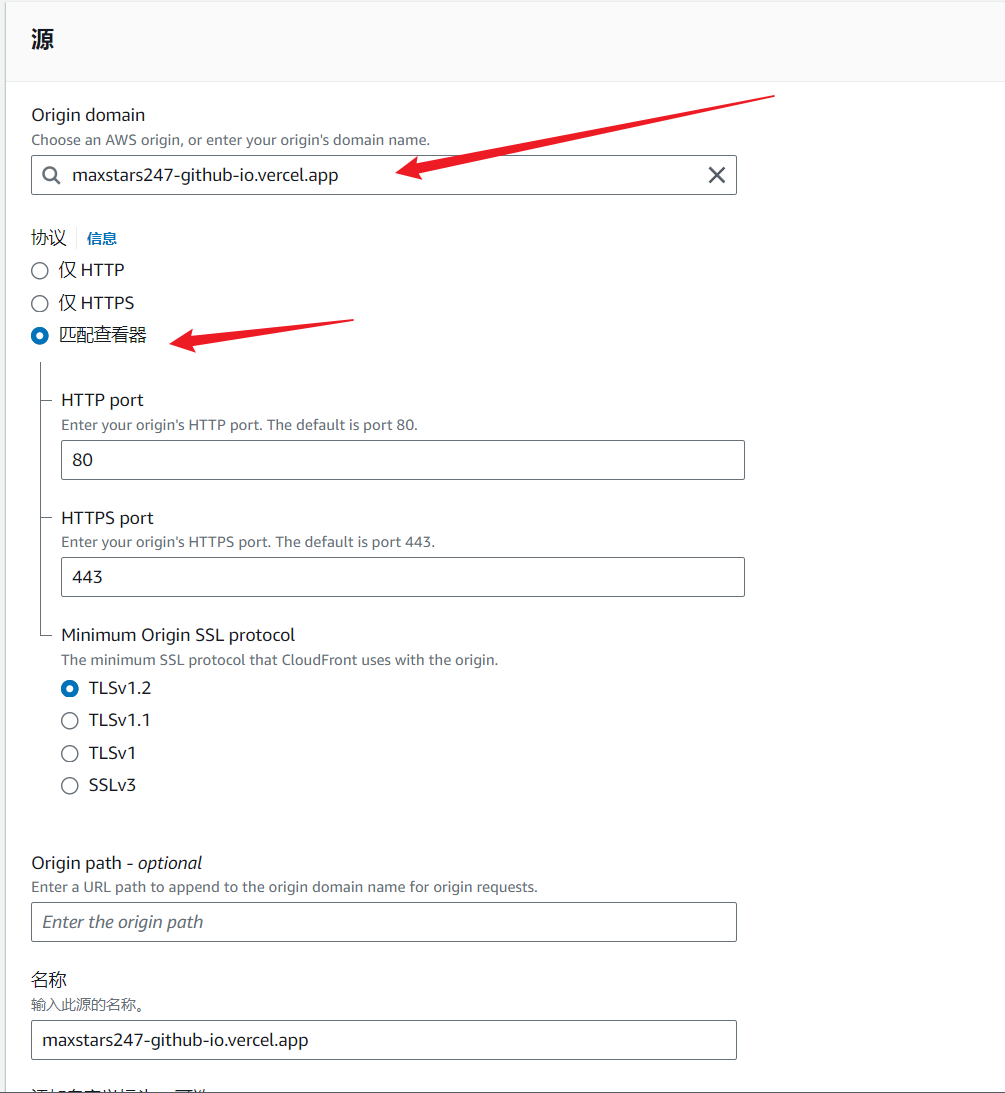 源
Origin domain
Choose an AWS origin, or enter your origin's domain name.
maxstars247-github-io.vercel.app
协议 信息
仅 HTTP
仅 HTTPS
匹配查看器
HTTP port
Enter your origin's HTTP port. The default is port 80.
80
HTTPS port
Enter your origin's HTTPS port. The default is port 443.
443
Minimum Origin SSL protocol
The minimum SSL protocol that CloudFront uses with the origin.
TLSv1.2
TLSv1.1
TLSv1
SSLv3
Origin path - optional
Enter a URL path to append to the origin domain name for origin requests.
Enter the origin path
名称
输入此源的名称。
maxstars247-github-io.vercel.app